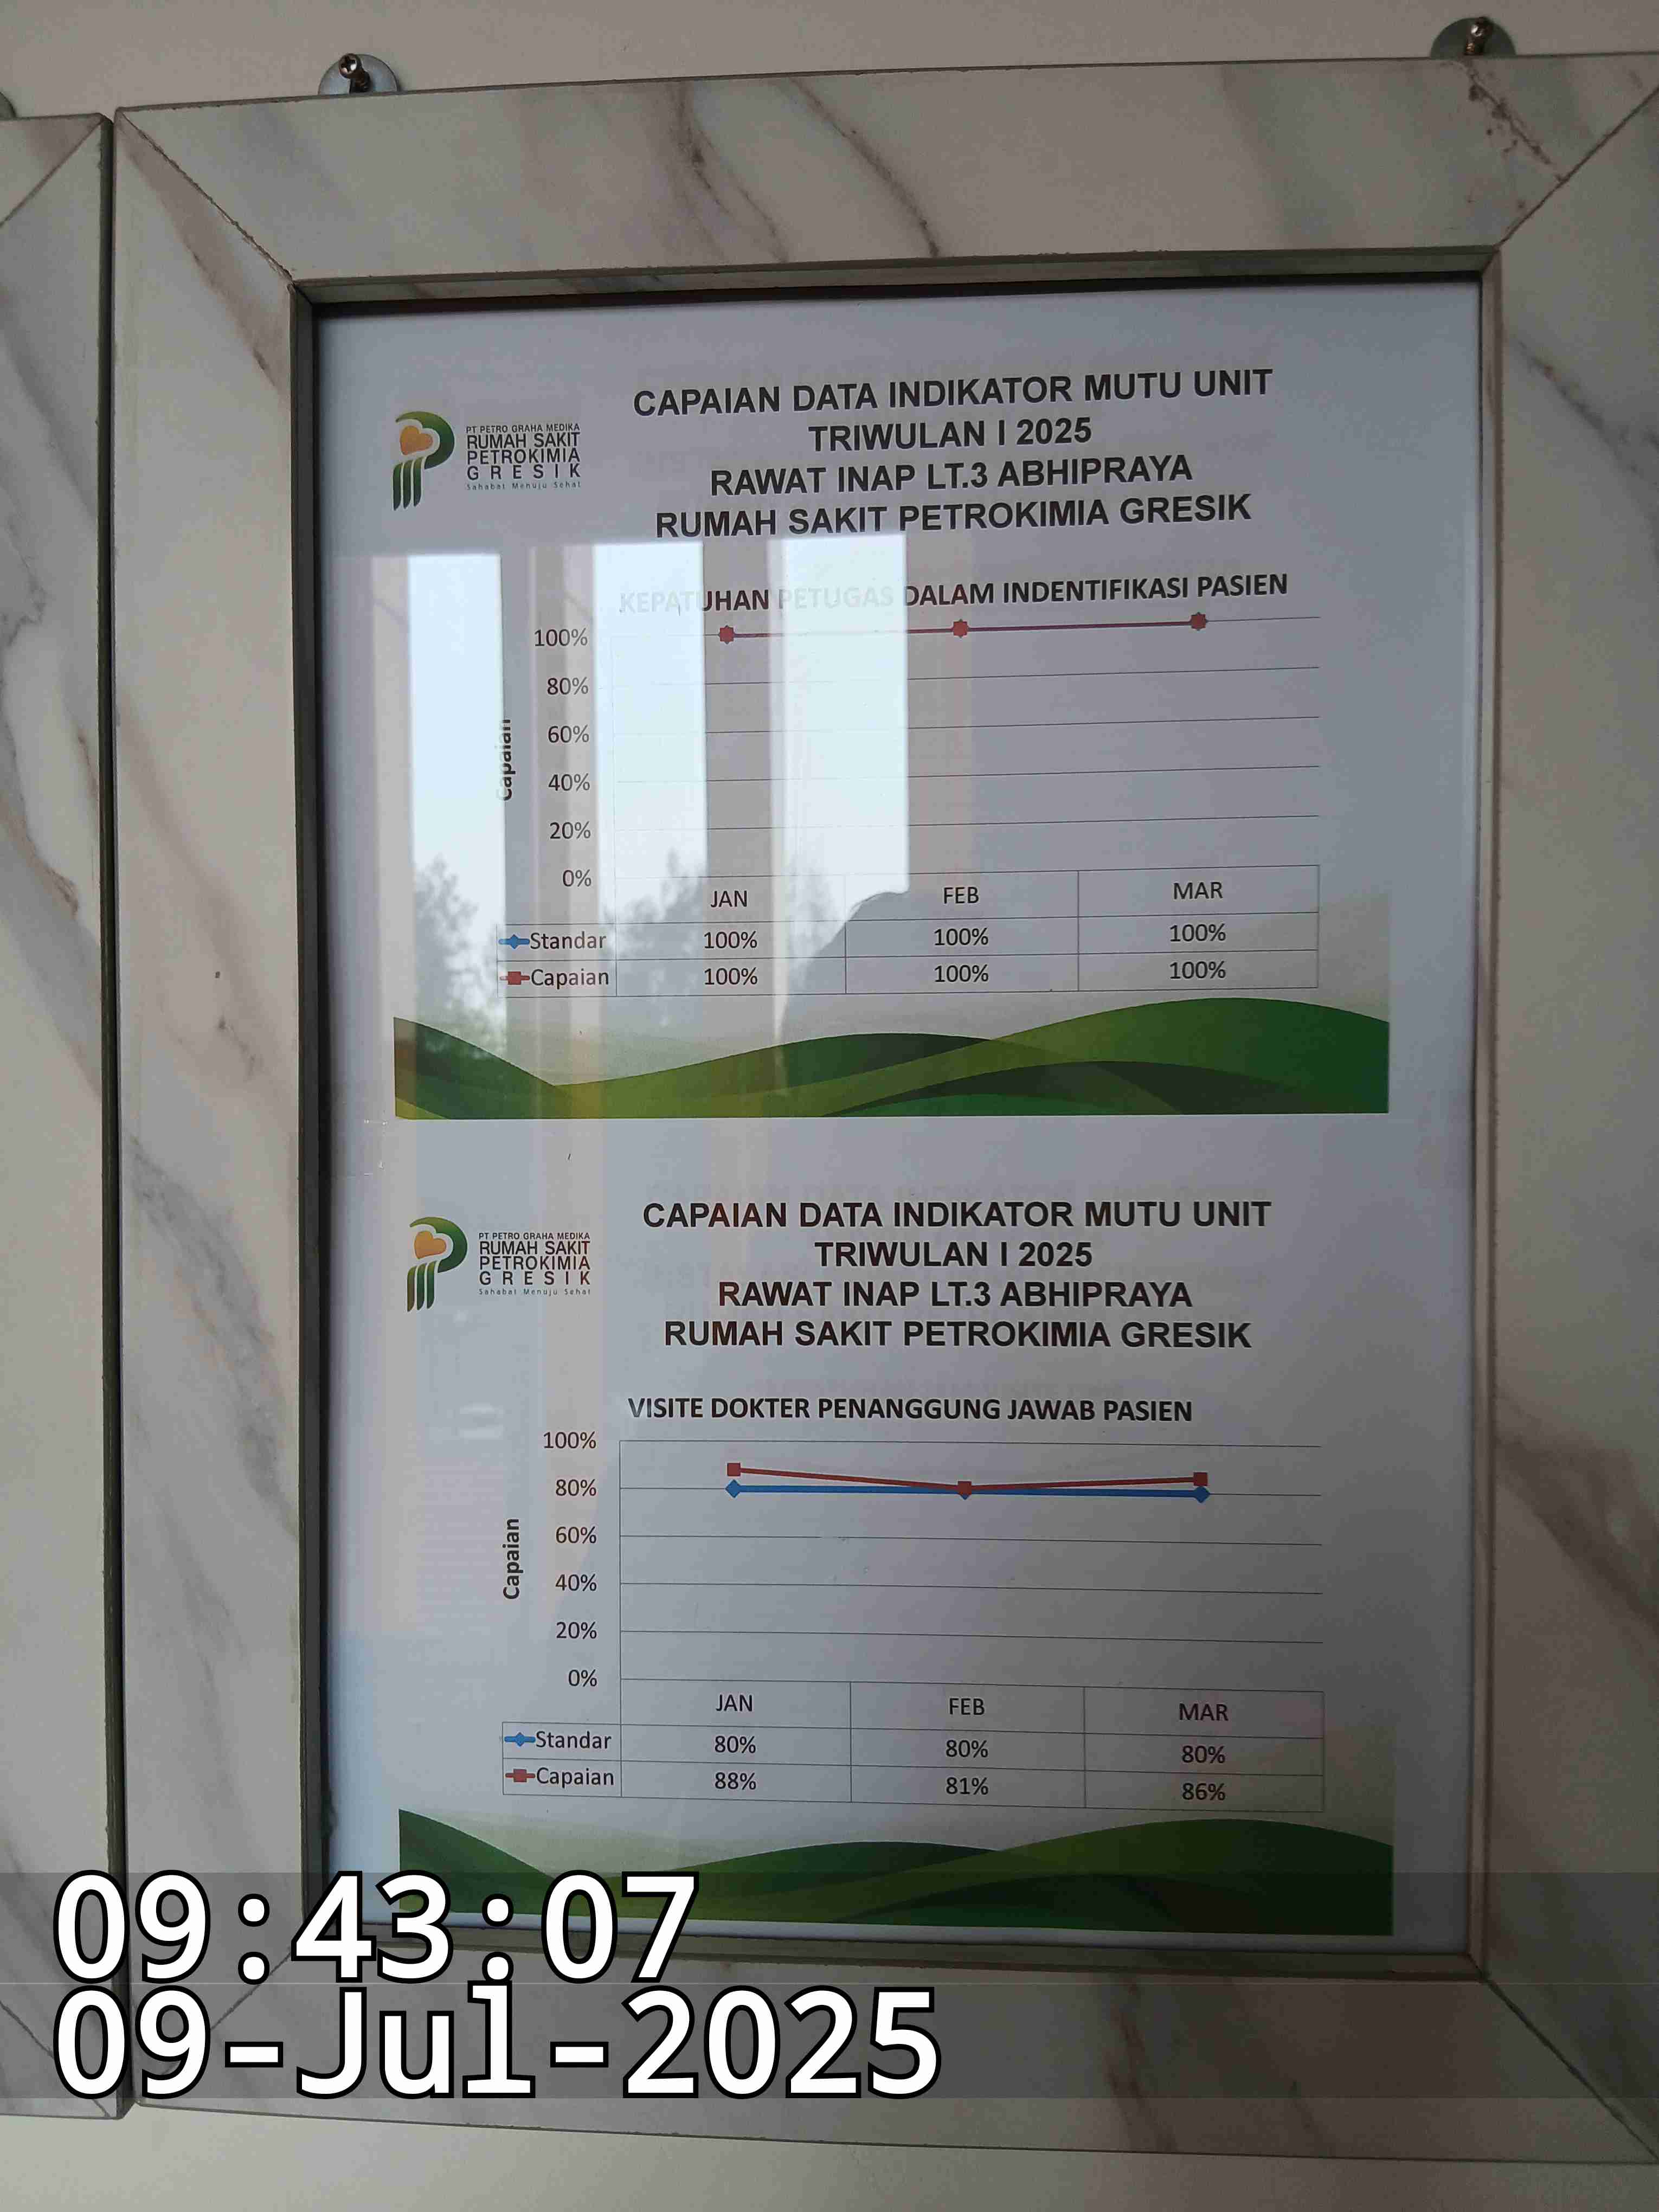 PT PETRO GRAHA MEDIKA
RUMAH SAKIT
PETROKIMIA
GRESIK
Sahabat Menuju Sehat
CAPAIAN DATA INDIKATOR MUTU UNIT
TRIWULAN I 2025
RAWAT INAP LT.3 ABHIPRAYA
RUMAH SAKIT PETROKIMIA GRESIK
KEPATUHAN PETUGAS DALAM INDENTIFIKASI PASIEN
Capaian
100%
80%
60%
40%
20%
0%
JAN FEB MAR
Standar 100% 100% 100%
Capaian 100% 100% 100%
PT PETRO GRAHA MEDIKA
RUMAH SAKIT
PETROKIMIA
GRESIK
Sahabat Menuju Sehat
CAPAIAN DATA INDIKATOR MUTU UNIT
TRIWULAN I 2025
RAWAT INAP LT.3 ABHIPRAYA
RUMAH SAKIT PETROKIMIA GRESIK
VISITE DOKTER PENANGGUNG JAWAB PASIEN
Capaian
100%
80%
60%
40%
20%
0%
JAN FEB MAR
Standar 80% 80% 80%
Capaian 88% 81% 86%
09:43:07
09-Jul-2025